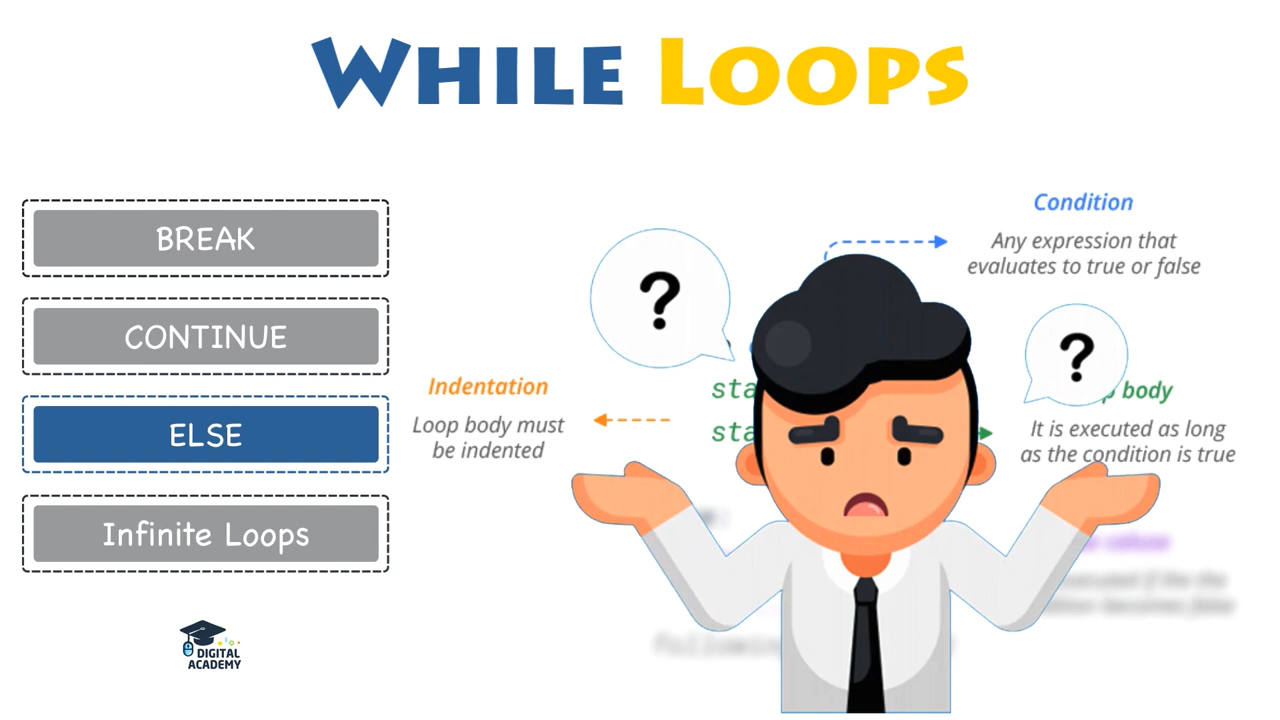 WHILE LOOPS
BREAK
CONTINUE
ELSE
Infinite Loops
DIGITAL
ACADEMY
Indentation
Loop body must
be indented
?
Condition
Any expression that
evaluates to true or false
?
body
It is executed as long
as the condition is true